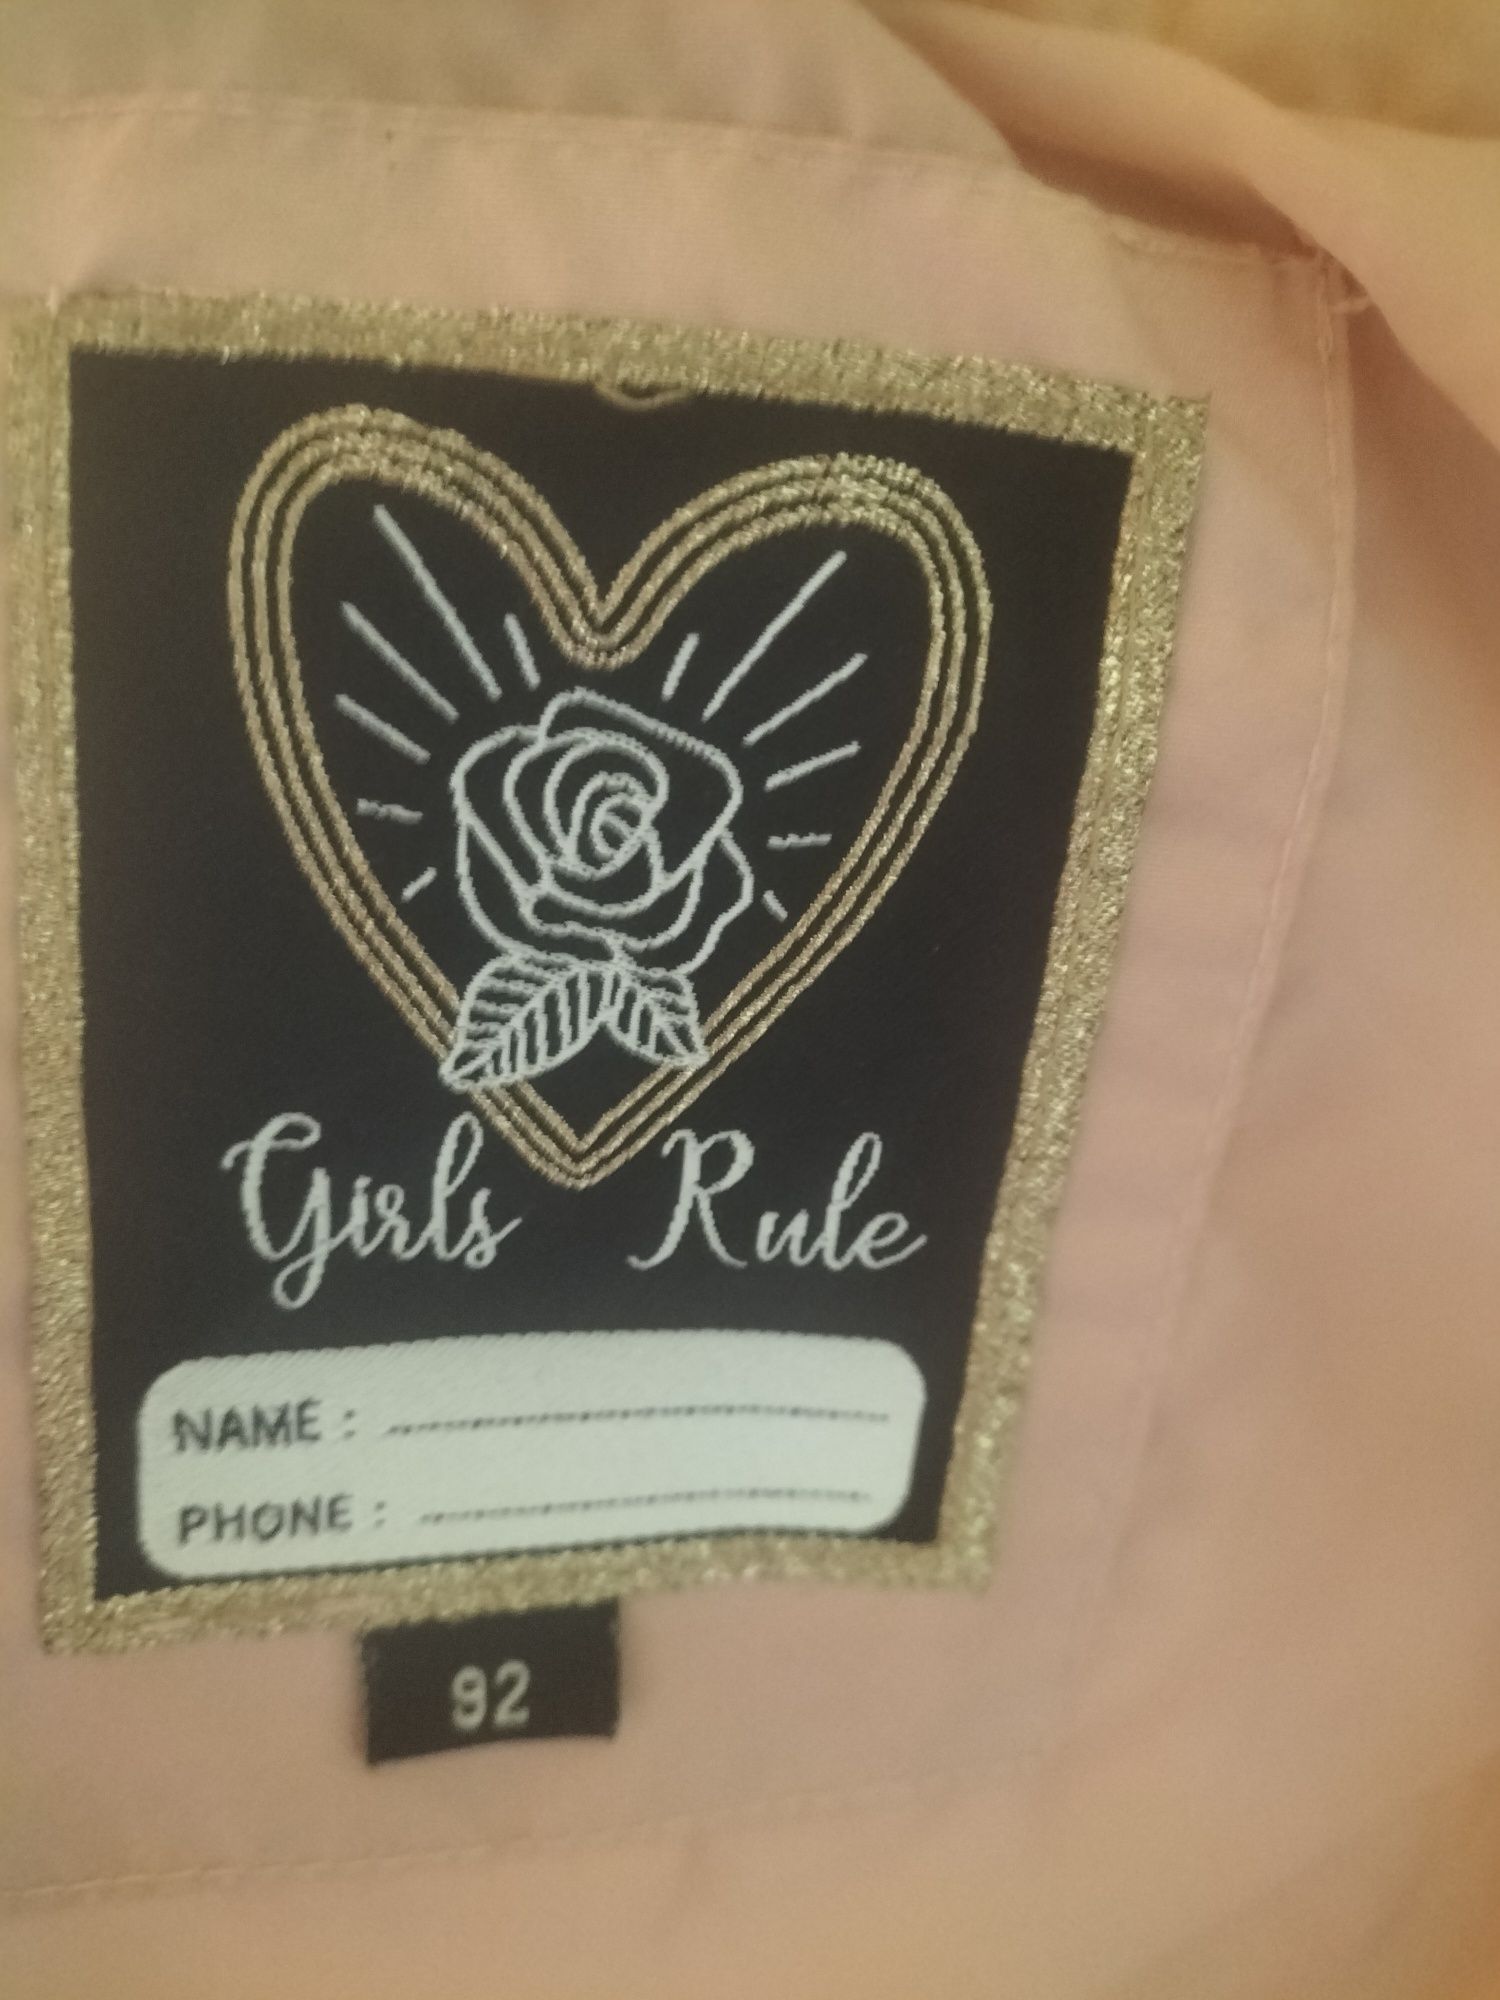 Girls Rule
NAME :
PHONE :
92